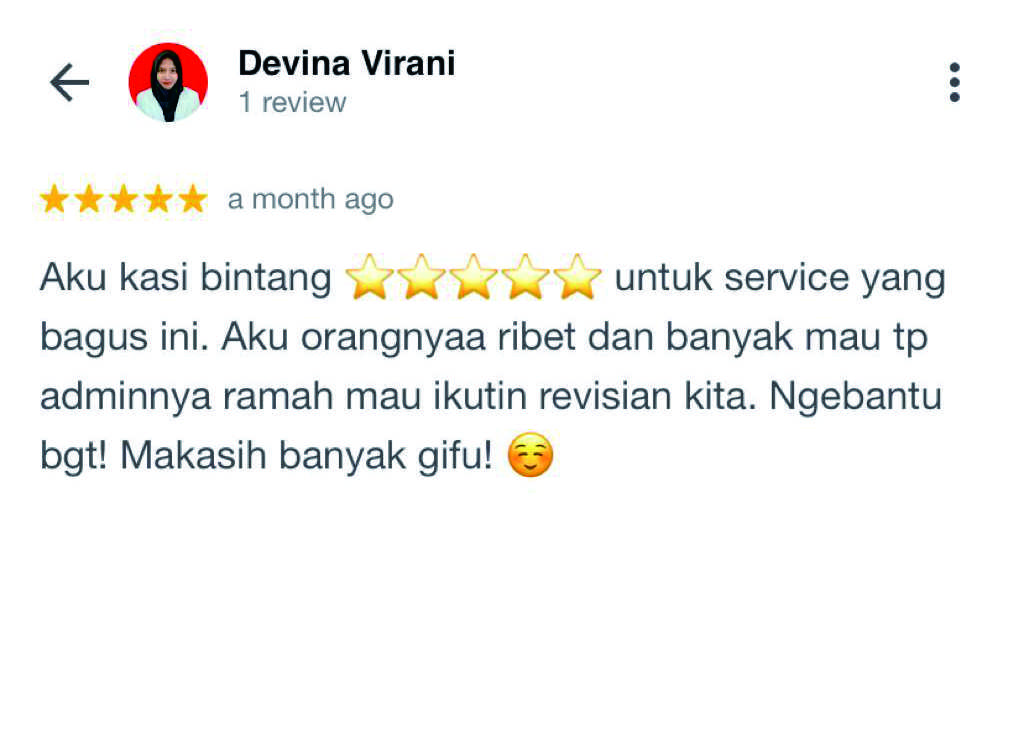 Devina Virani
1 review
a month ago
Aku kasi bintang ⭐⭐⭐⭐⭐ untuk service yang
bagus ini. Aku orangnyaa ribet dan banyak mau tp
adminnya ramah mau ikutin revisian kita. Ngebantu
bgt! Makasih banyak gifu! ☺️